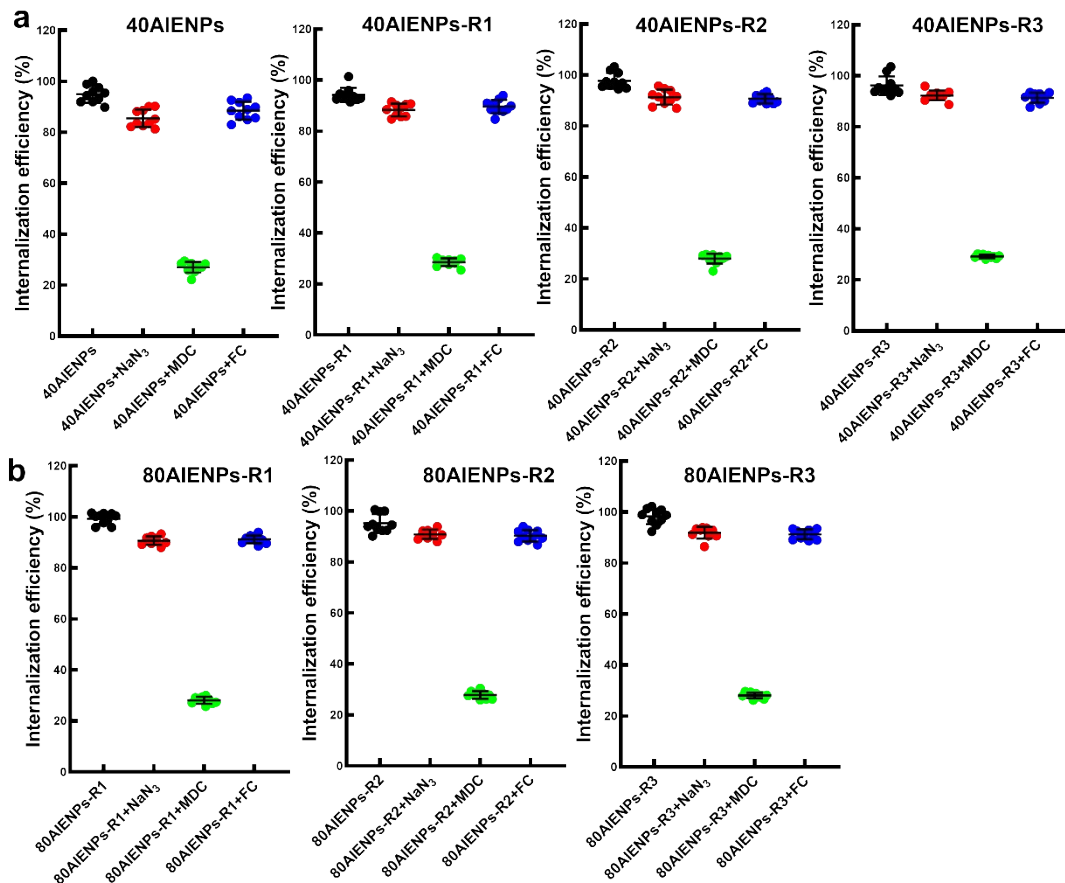 a
40AIENPs
40AIENPs-R1
40AIENPs-R2
40AIENPs-R3
Internalization efficiency (%)
120
100
80
60
40
20
0
40AIENPs
40AIENPs+NaN₃
40AIENPs+MDC
40AIENPs+FC
Internalization efficiency (%)
120
100
80
60
40
20
0
40AIENPs-R1
40AIENPs-R1+NaN₃
40AIENPs-R1+MDC
40AIENPs-R1+FC
Internalization efficiency (%)
120
100
80
60
40
20
0
40AIENPs-R2
40AIENPs-R2+NaN₃
40AIENPs-R2+MDC
40AIENPs-R2+FC
Internalization efficiency (%)
120
100
80
60
40
20
0
40AIENPs-R3
40AIENPs-R3+NaN₃
40AIENPs-R3+MDC
40AIENPs-R3+FC
b
80AIENPs-R1
80AIENPs-R2
80AIENPs-R3
Internalization efficiency (%)
120
100
80
60
40
20
0
80AIENPs-R1
80AIENPs-R1+NaN₃
80AIENPs-R1+MDC
80AIENPs-R1+FC
Internalization efficiency (%)
120
100
80
60
40
20
0
80AIENPs-R2
80AIENPs-R2+NaN₃
80AIENPs-R2+MDC
80AIENPs-R2+FC
Internalization efficiency (%)
120
100
80
60
40
20
0
80AIENPs-R3
80AIENPs-R3+NaN₃
80AIENPs-R3+MDC
80AIENPs-R3+FC